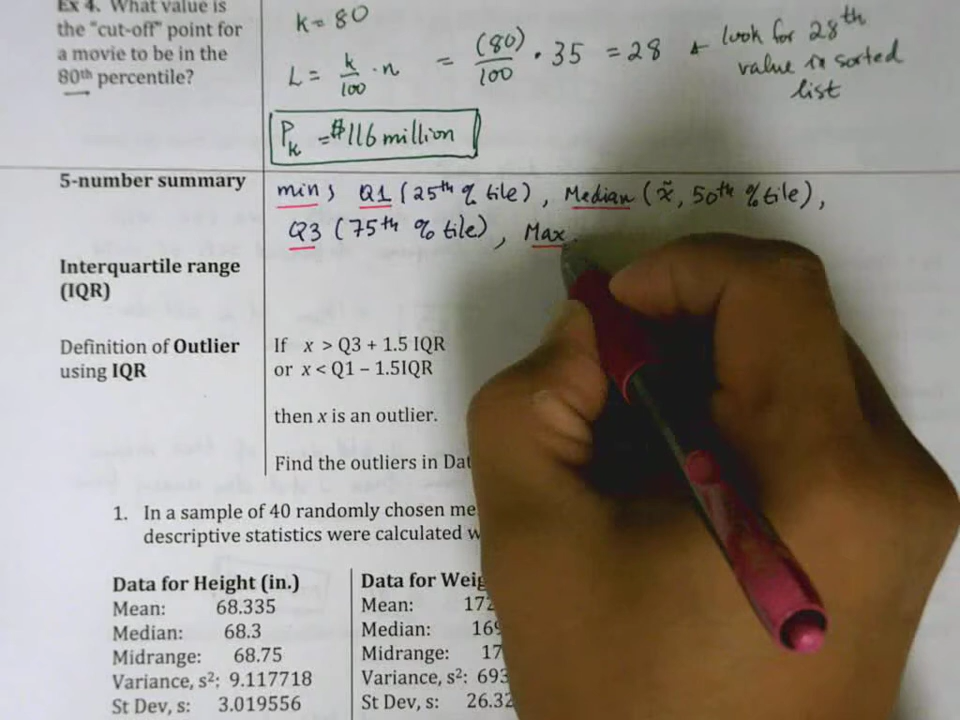 Ex 4. What value is
the "cut-off" point for
a movie to be in the
80th percentile?
k = 80
L = k/100 · n = (80)/100 · 35 = 28 ← look for 28th
value in sorted
list
Pk = $116 million
5-number summary
min, Q1 (25th %tile), Median (x̃, 50th %tile),
Q3 (75th %tile), Max
Interquartile range
(IQR)
Definition of Outlier
using IQR
If x > Q3 + 1.5 IQR
or x < Q1 – 1.5IQR
then x is an outlier.
Find the outliers in
1. In a sample of 40 randomly chosen
descriptive statistics were calculated
Data for Height (in.)
Mean: 68.335
Median: 68.3
Midrange: 68.75
Variance, s²: 9.117718
St Dev, s: 3.019556
Data for
Mean: 172
Median: 169
Midrange: 17
Variance, s²: 693
St Dev, s: 26.32